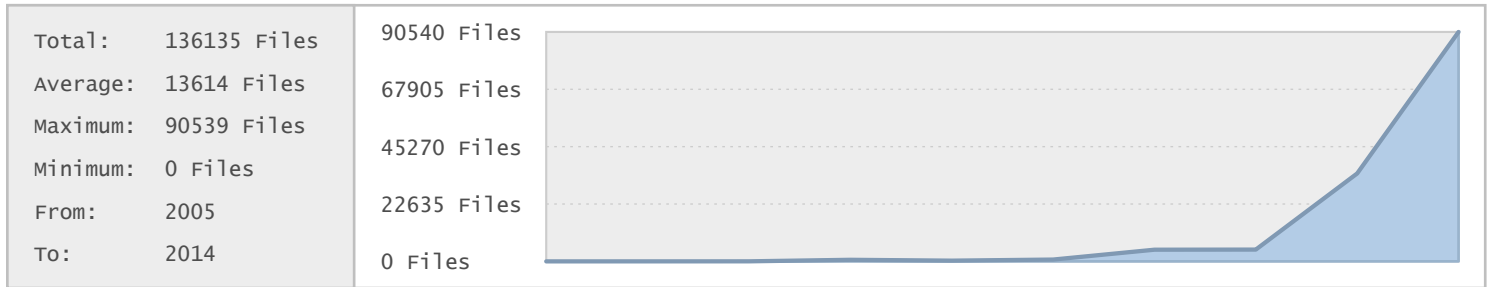 Total: 136135 Files
Average: 13614 Files
Maximum: 90539 Files
Minimum: 0 Files
From: 2005
To: 2014
90540 Files
67905 Files
45270 Files
22635 Files
0 Files